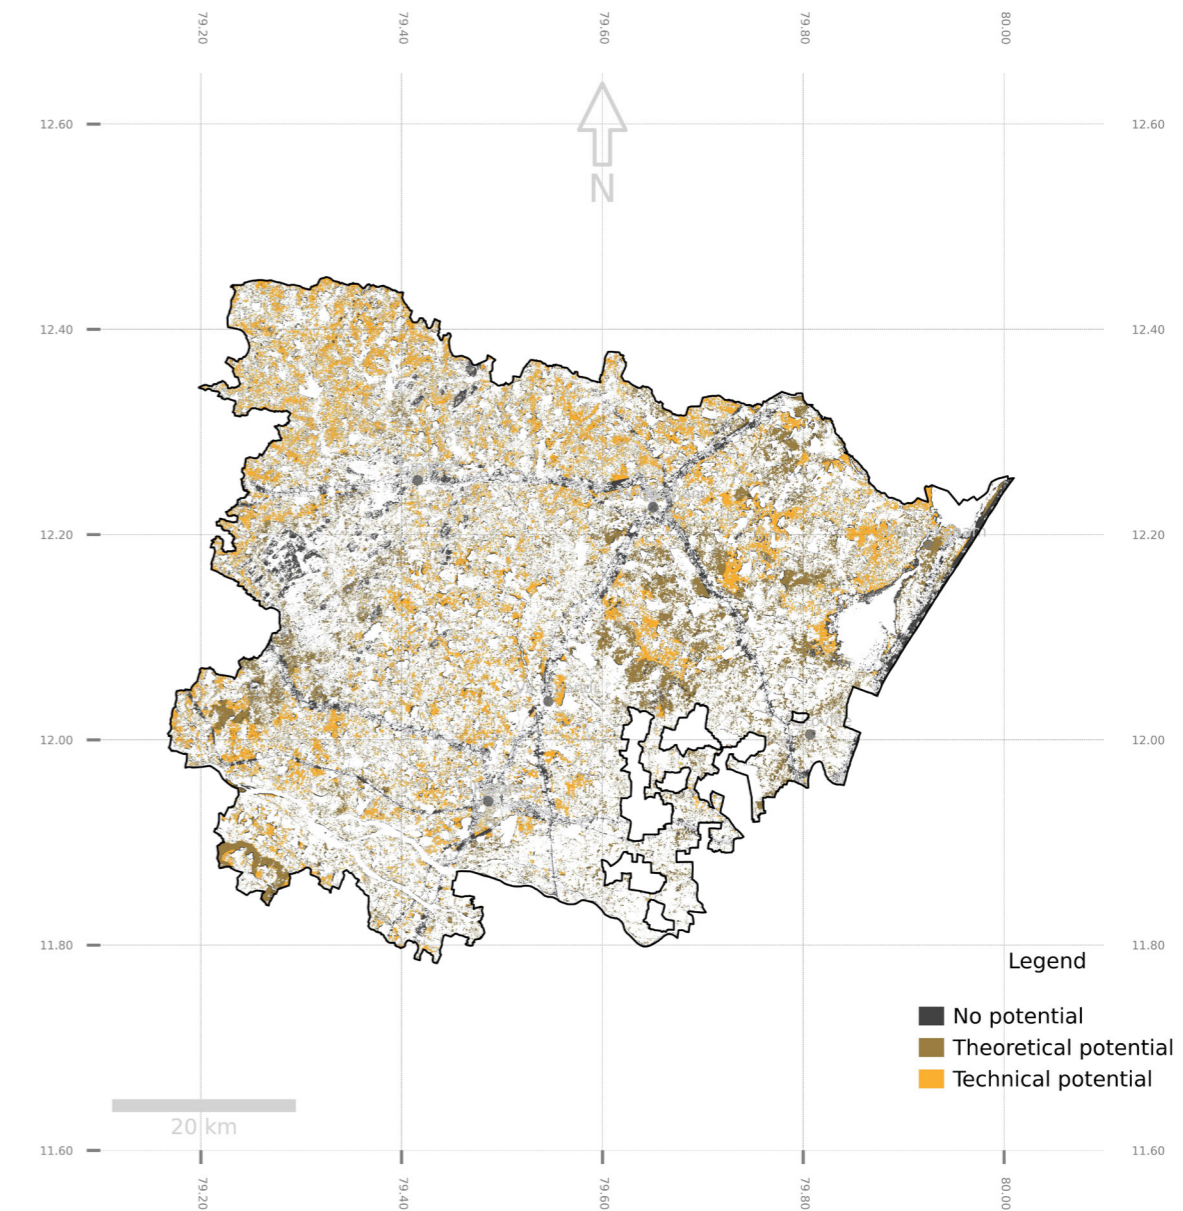 79.20 79.40 79.60 79.80 80.00
12.60 12.60
N
12.40 12.40
12.20 12.20
12.00 12.00
11.80 11.80
Legend
No potential
Theoretical potential
Technical potential
20 km
11.60 11.60
79.20 79.40 79.60 79.80 80.00